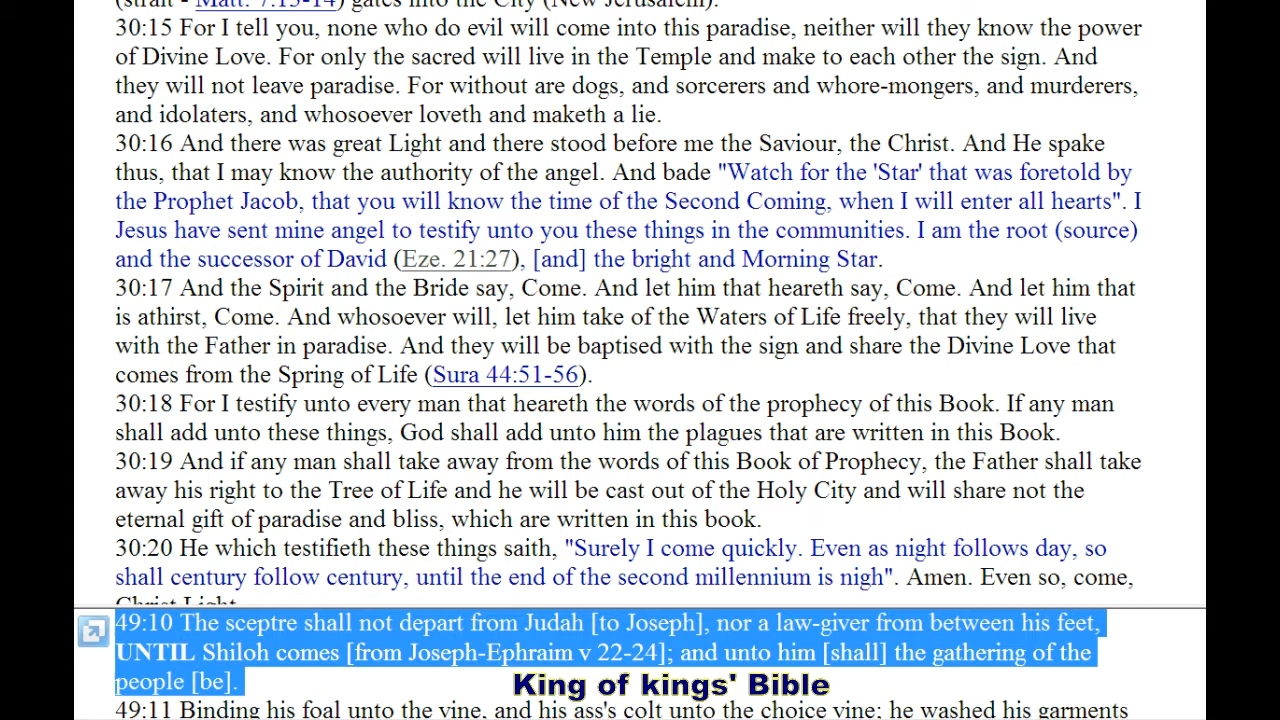 (strait - Matt. 7:13-14) gates into the City (New Jerusalem).
30:15 For I tell you, none who do evil will come into this paradise, neither will they know the power
of Divine Love. For only the sacred will live in the Temple and make to each other the sign. And
they will not leave paradise. For without are dogs, and sorcerers and whore-mongers, and murderers,
and idolaters, and whosoever loveth and maketh a lie.
30:16 And there was great Light and there stood before me the Saviour, the Christ. And He spake
thus, that I may know the authority of the angel. And bade "Watch for the 'Star' that was foretold by
the Prophet Jacob, that you will know the time of the Second Coming, when I will enter all hearts". I
Jesus have sent mine angel to testify unto you these things in the communities. I am the root (source)
and the successor of David (Eze. 21:27), [and] the bright and Morning Star.
30:17 And the Spirit and the Bride say, Come. And let him that heareth say, Come. And let him that
is athirst, Come. And whosoever will, let him take of the Waters of Life freely, that they will live
with the Father in paradise. And they will be baptised with the sign and share the Divine Love that
comes from the Spring of Life (Sura 44:51-56).
30:18 For I testify unto every man that heareth the words of the prophecy of this Book. If any man
shall add unto these things, God shall add unto him the plagues that are written in this Book.
30:19 And if any man shall take away from the words of this Book of Prophecy, the Father shall take
away his right to the Tree of Life and he will be cast out of the Holy City and will share not the
eternal gift of paradise and bliss, which are written in this book.
30:20 He which testifieth these things saith, "Surely I come quickly. Even as night follows day, so
shall century follow century, until the end of the second millennium is nigh". Amen. Even so, come,
Christ Light.
49:10 The sceptre shall not depart from Judah [to Joseph], nor a law-giver from between his feet,
UNTIL Shiloh comes [from Joseph-Ephraim v 22-24]; and unto him [shall] the gathering of the
people [be].
King of kings' Bible
49:11 Binding his foal unto the vine, and his ass's colt unto the choice vine; he washed his garments